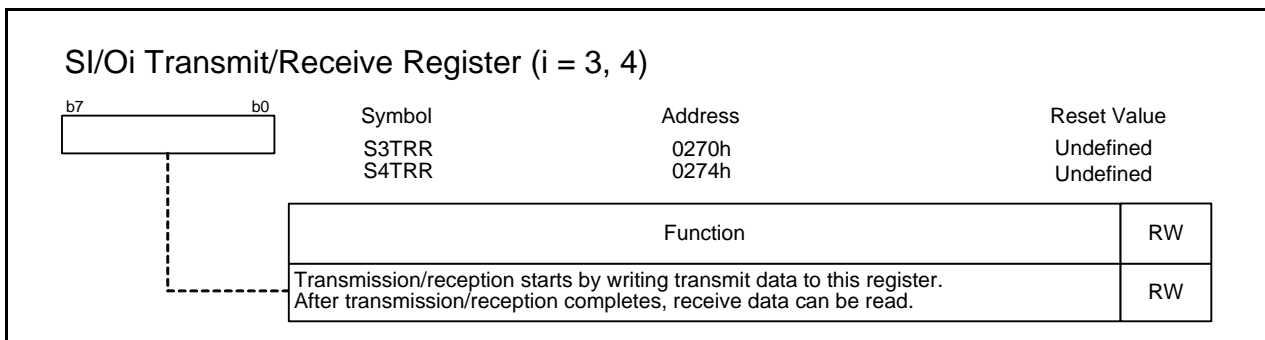 SI/Oi Transmit/Receive Register (i = 3, 4)
b7 b0
Symbol Address Reset Value
S3TRR 0270h Undefined
S4TRR 0274h Undefined
Function RW
Transmission/reception starts by writing transmit data to this register.
After transmission/reception completes, receive data can be read.
RW